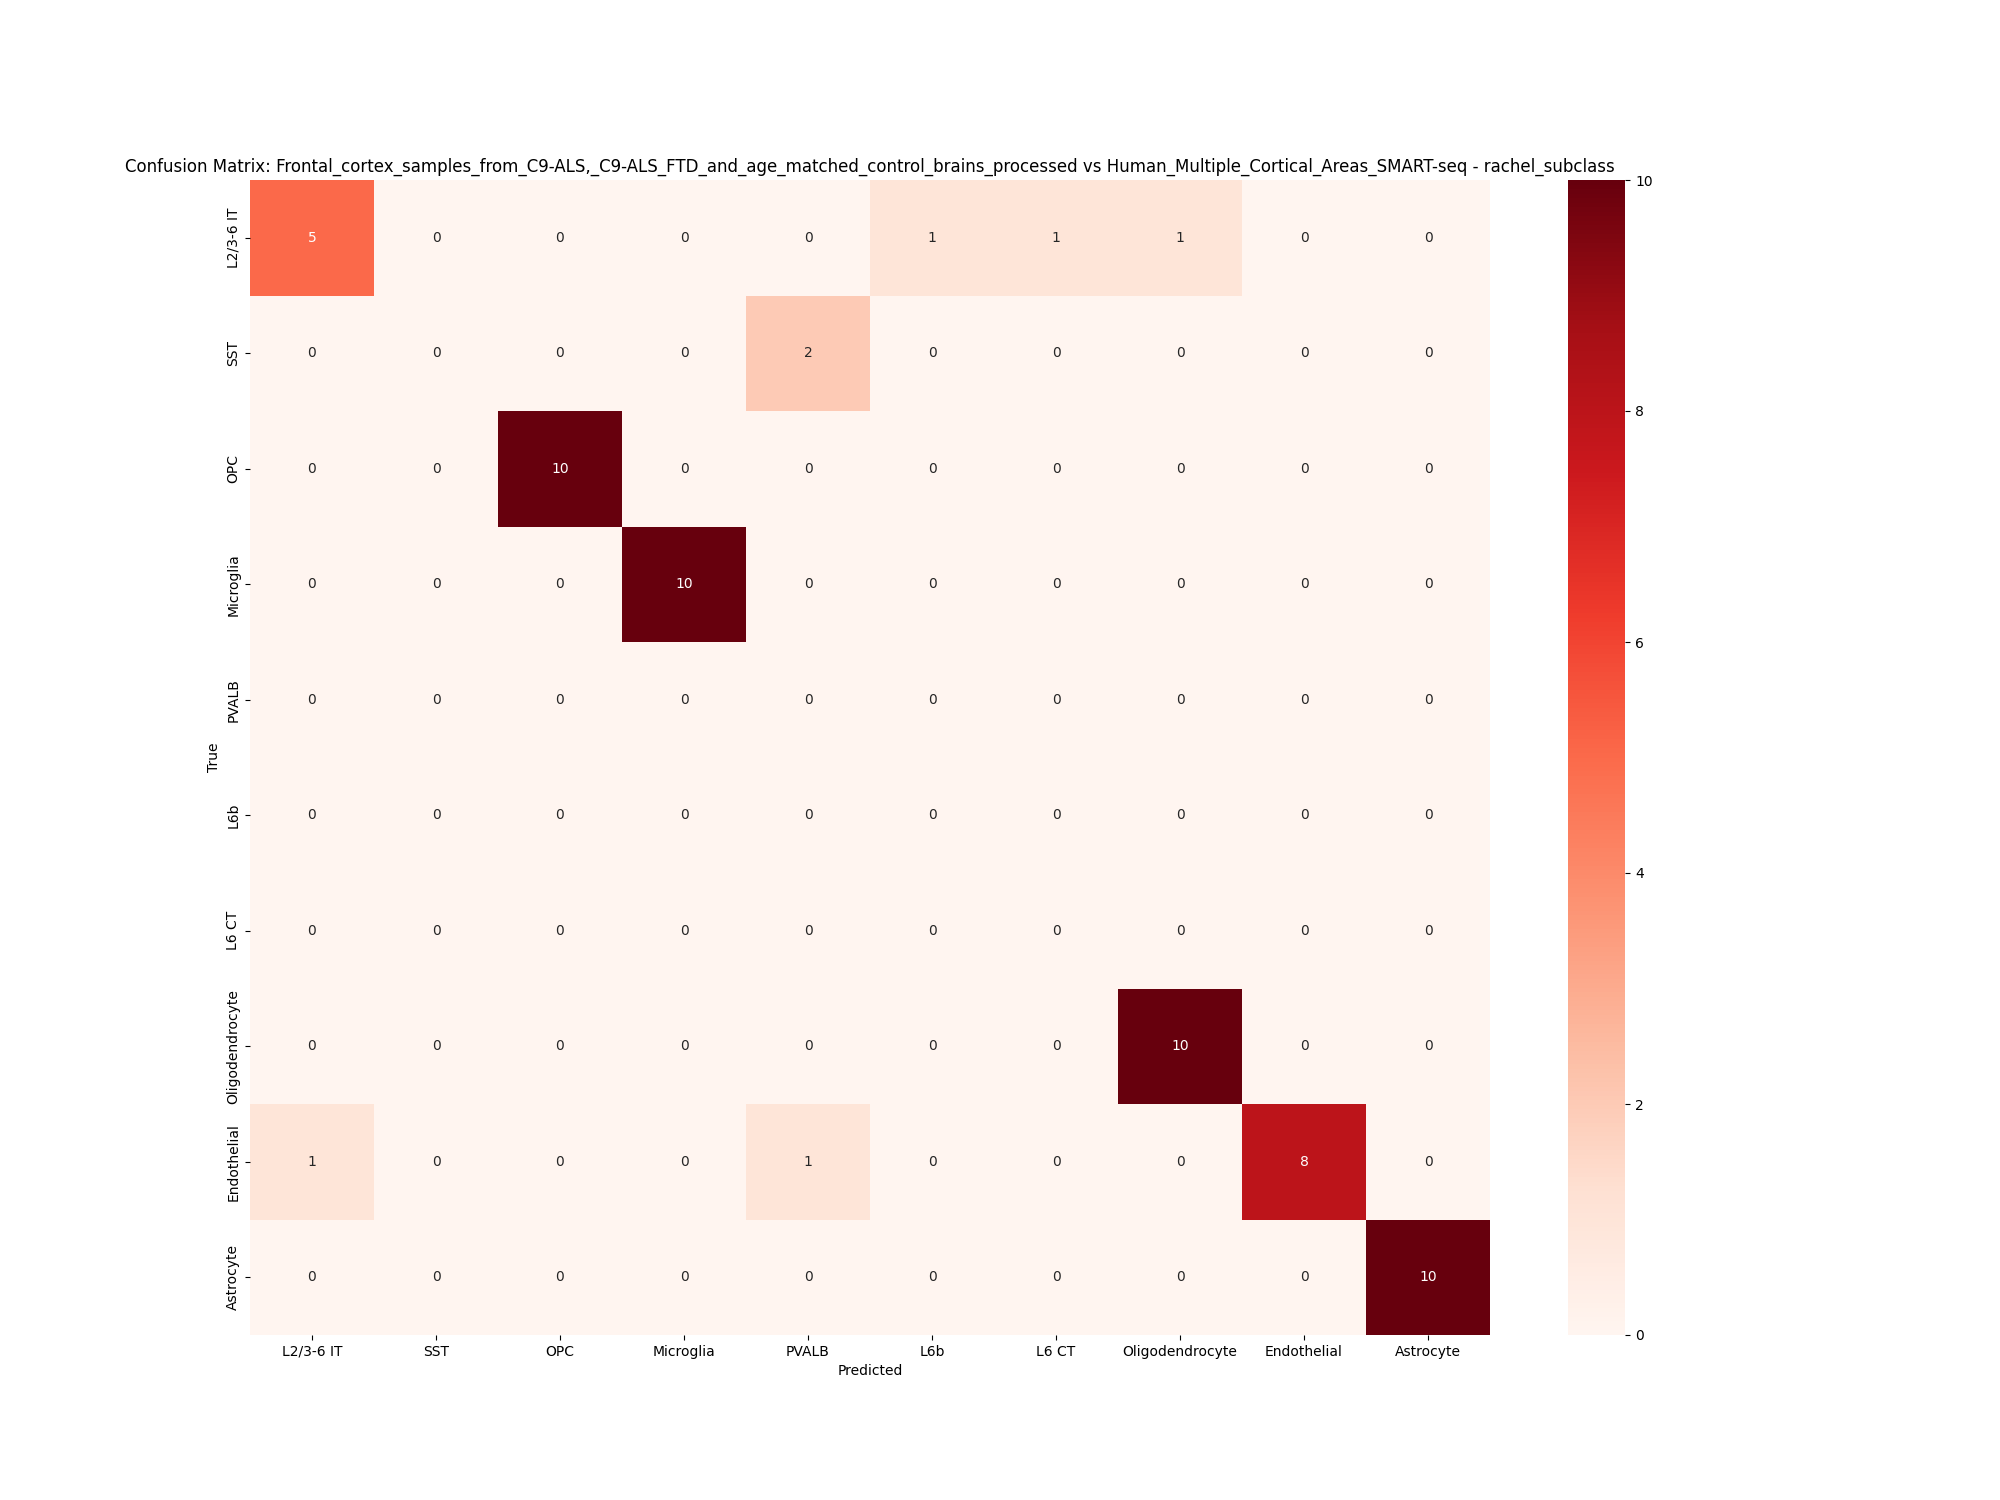 Confusion Matrix: Frontal_cortex_samples_from_C9-ALS,_C9-ALS_FTD_and_age_matched_control_brains_processed vs Human_Multiple_Cortical_Areas_SMART-seq - rachel_subclass
True
L2/3-6 IT 5 0 0 0 0 1 1 1 0 0
SST 0 0 0 0 2 0 0 0 0 0
OPC 0 0 10 0 0 0 0 0 0 0
Microglia 0 0 0 10 0 0 0 0 0 0
PVALB 0 0 0 0 0 0 0 0 0 0
L6b 0 0 0 0 0 0 0 0 0 0
L6 CT 0 0 0 0 0 0 0 0 0 0
Oligodendrocyte 0 0 0 0 0 0 0 10 0 0
Endothelial 1 0 0 0 1 0 0 0 8 0
Astrocyte 0 0 0 0 0 0 0 0 0 10
L2/3-6 IT SST OPC Microglia PVALB L6b L6 CT Oligodendrocyte Endothelial Astrocyte
Predicted
10
8
6
4
2
0